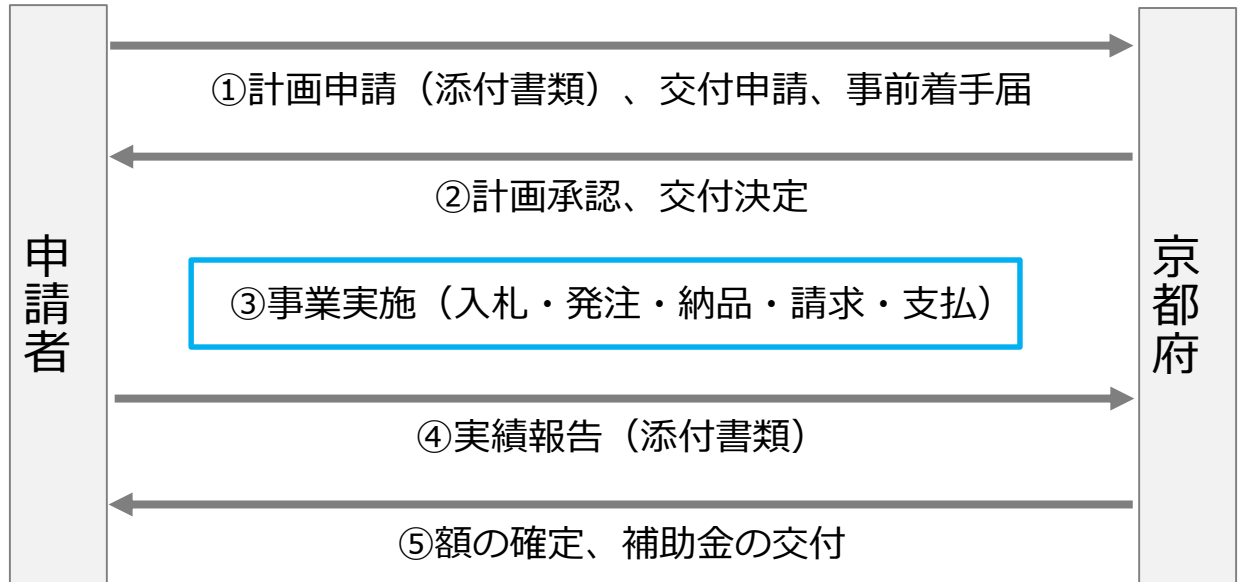 ①計画申請（添付書類）、交付申請、事前着手届
②計画承認、交付決定
申請者
③事業実施（入札・発注・納品・請求・支払）
京都府
④実績報告（添付書類）
⑤額の確定、補助金の交付